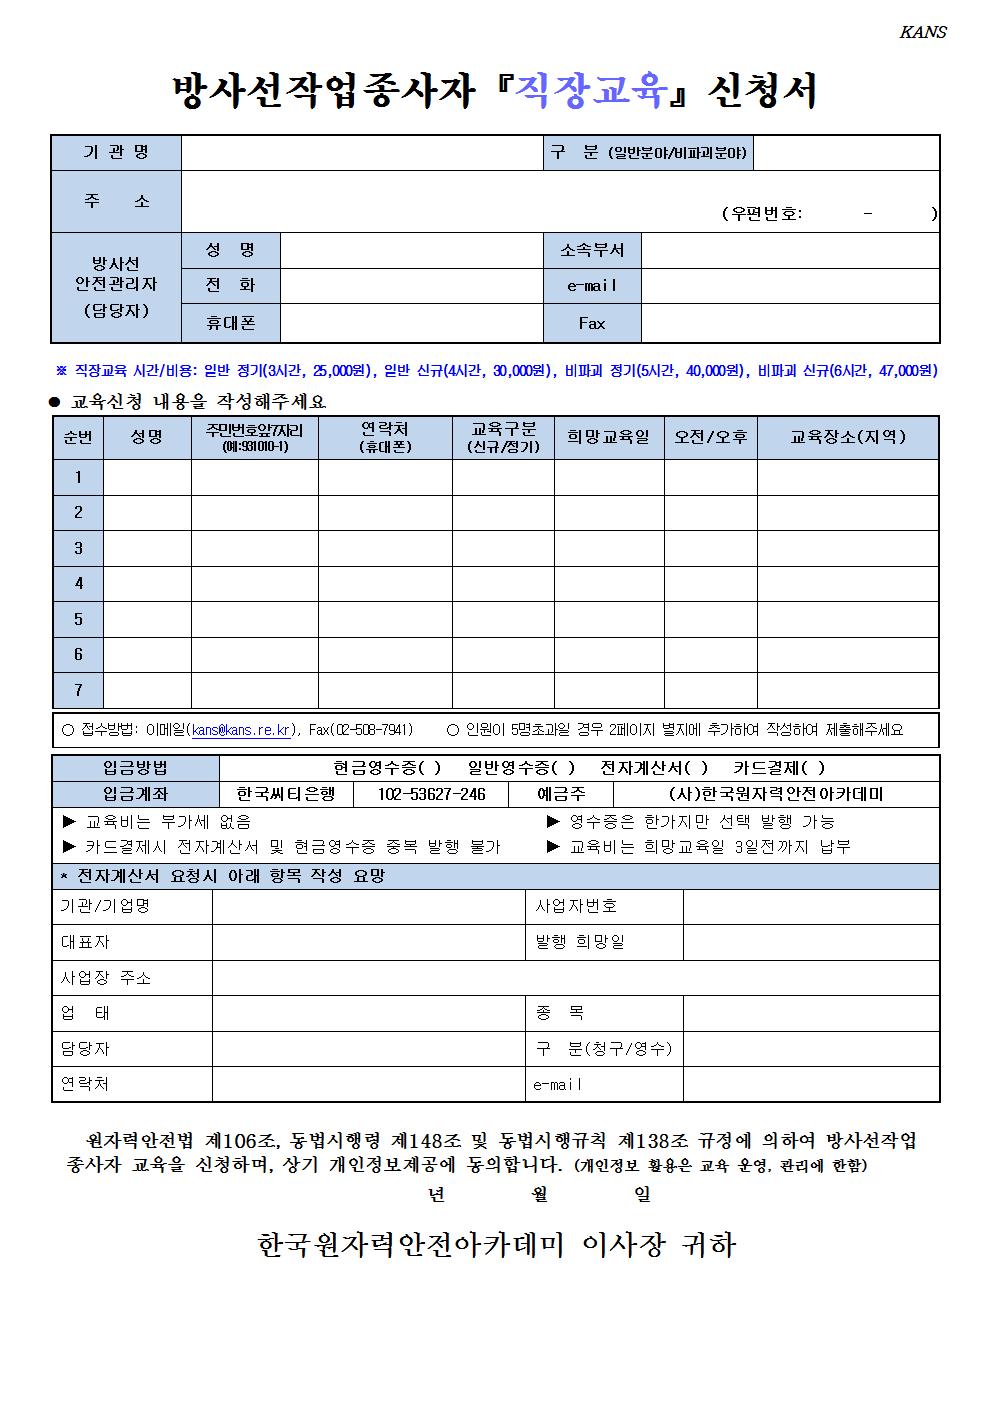 KANS
방사선작업종사자 『직장교육』 신청서
기 관 명 구 분 (일반분야/비파괴분야)
주 소
(우편번호: - )
방사선
안전관리자
(담당자)
성 명 소속부서
전 화 e-mail
휴대폰 Fax
※ 직장교육 시간/비용: 일반 정기(3시간, 25,000원), 일반 신규(4시간, 30,000원), 비파괴 정기(5시간, 40,000원), 비파괴 신규(6시간, 47,000원)
● 교육신청 내용을 작성해주세요
순번 성명 주민번호앞7자리 (예:931010-1) 연락처 (휴대폰) 교육구분 (신규/정기) 희망교육일 오전/오후 교육장소(지역)
1
2
3
4
5
6
7
○ 접수방법: 이메일(kans@kans.re.kr), Fax(02-508-7941) ○ 인원이 5명초과일 경우 2페이지 별지에 추가하여 작성하여 제출해주세요
입금방법 현금영수증( ) 일반영수증( ) 전자계산서( ) 카드결제( )
입금계좌 한국씨티은행 102-53627-246 예금주 (사)한국원자력안전아카데미
▶ 교육비는 부가세 없음 ▶ 영수증은 한가지만 선택 발행 가능
▶ 카드결제시 전자계산서 및 현금영수증 중복 발행 불가 ▶ 교육비는 희망교육일 3일전까지 납부
* 전자계산서 요청시 아래 항목 작성 요망
기관/기업명 사업자번호
대표자 발행 희망일
사업장 주소
업 태 종 목
담당자 구 분(청구/영수)
연락처 e-mail
원자력안전법 제106조, 동법시행령 제148조 및 동법시행규칙 제138조 규정에 의하여 방사선작업
종사자 교육을 신청하며, 상기 개인정보제공에 동의합니다. (개인정보 활용은 교육 운영, 관리에 한함)
년 월 일
한국원자력안전아카데미 이사장 귀하